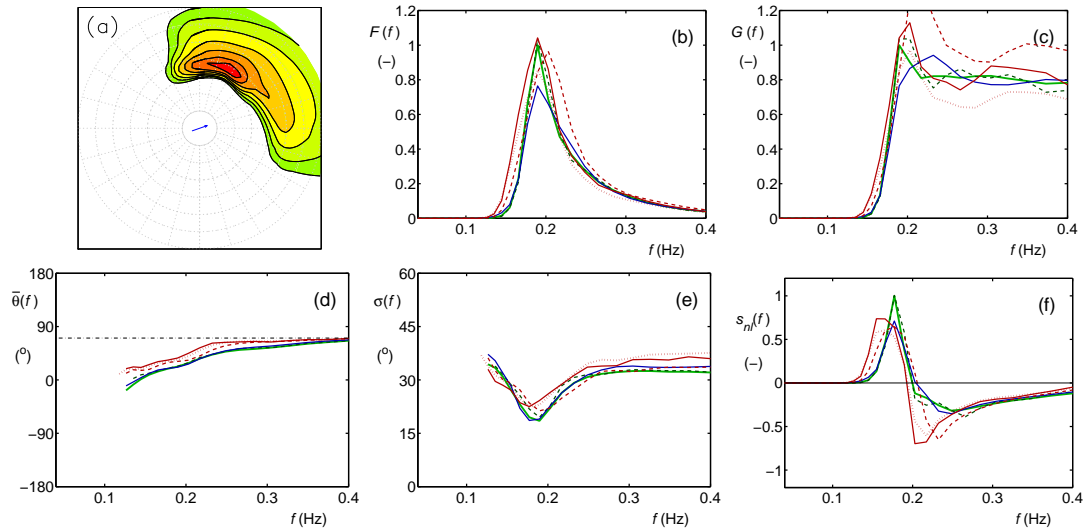 (a)
1.2
1
0.8
0.6
0.4
0.2
0
F (f)
(−)
(b)
0.1 0.2 0.3 0.4
f (Hz)
1.2
1
0.8
0.6
0.4
0.2
0
G (f)
(−)
(c)
0.1 0.2 0.3 0.4
f (Hz)
180
90
0
−90
−180
θ̅(f)
(°)
(d)
0.1 0.2 0.3 0.4
f (Hz)
60
45
30
15
0
σ(f)
(°)
(e)
0.1 0.2 0.3 0.4
f (Hz)
1
0.5
0
−0.5
−1
s_nl(f)
(−)
(f)
0.1 0.2 0.3 0.4
f (Hz)